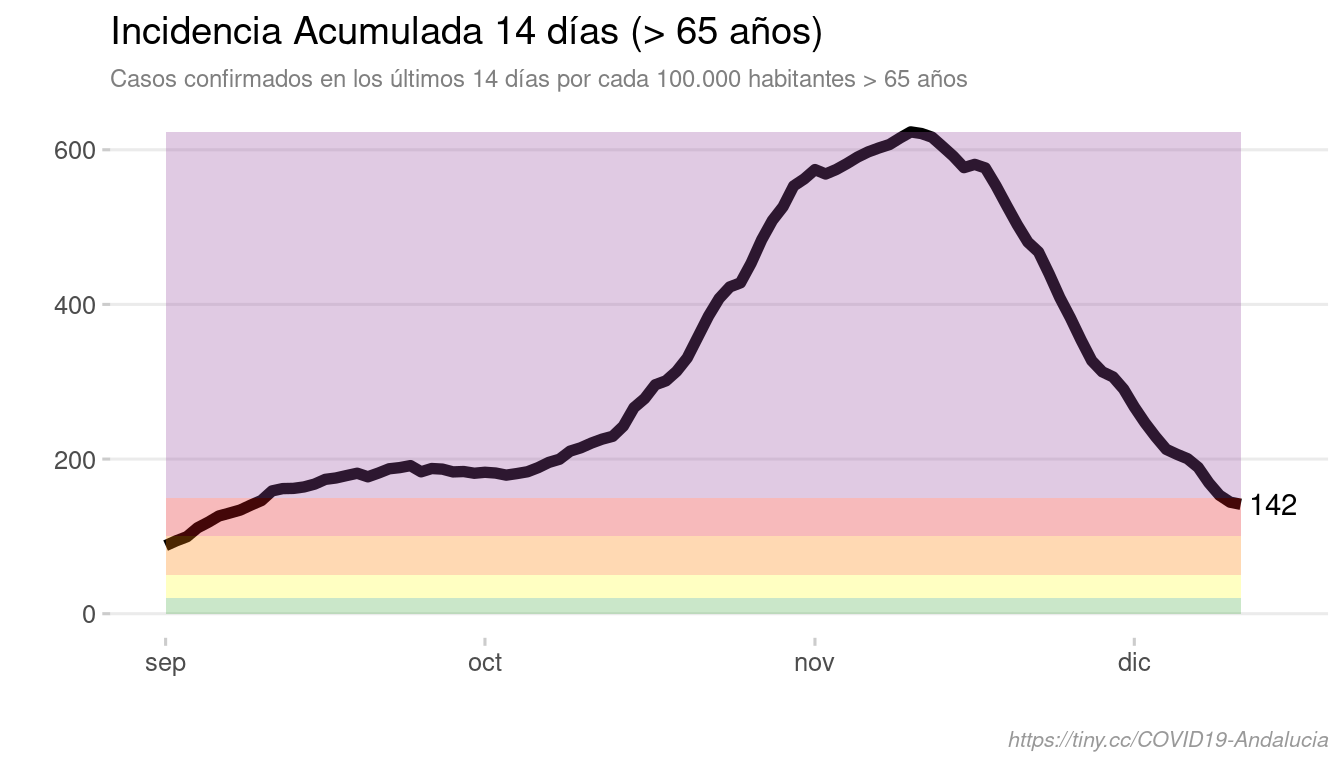 Incidencia Acumulada 14 días (> 65 años)
Casos confirmados en los últimos 14 días por cada 100.000 habitantes > 65 años
600
400
200
0
142
sep oct nov dic
https://tiny.cc/COVID19-Andalucia